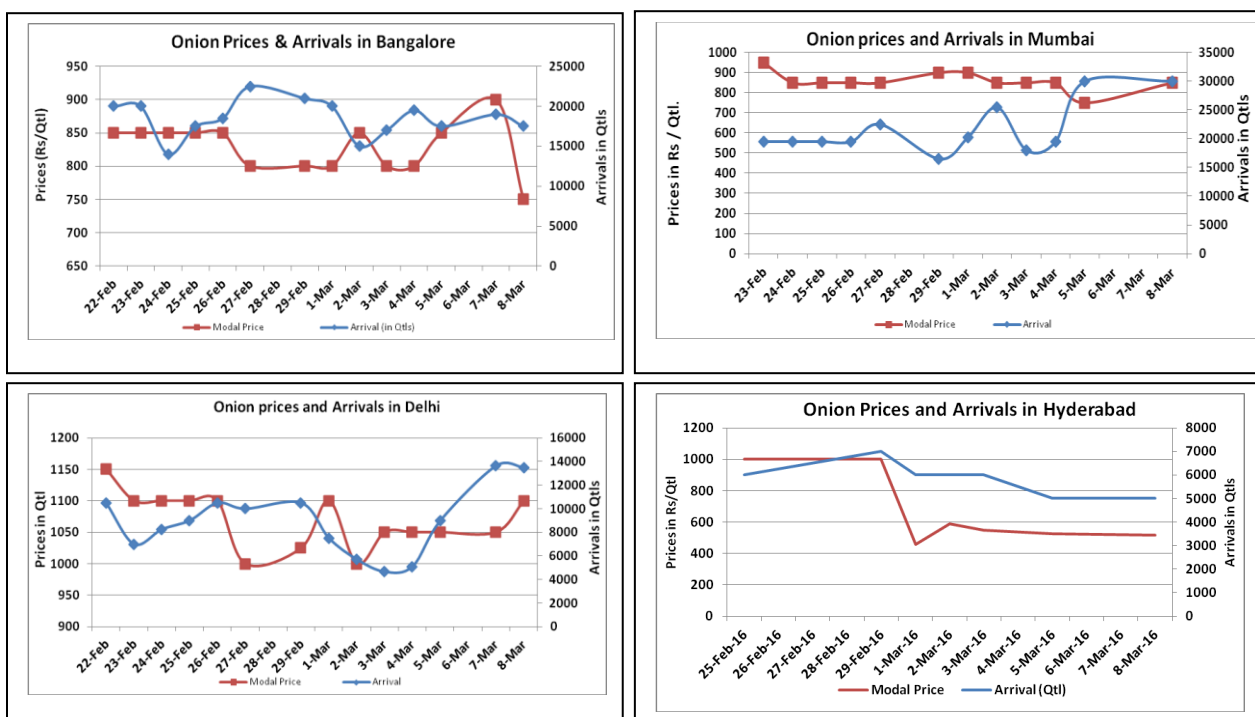 Onion Prices & Arrivals in Bangalore
950
900
850
800
750
700
650
25000
20000
15000
10000
5000
0
Prices (Rs/Qtl)
Arrivals in Qtls
22-Feb
23-Feb
24-Feb
25-Feb
26-Feb
27-Feb
28-Feb
29-Feb
1-Mar
2-Mar
3-Mar
4-Mar
5-Mar
6-Mar
7-Mar
8-Mar
Modal Price
Arrival (in Qtls)
Onion prices and Arrivals in Mumbai
1000
900
800
700
600
500
400
300
200
100
0
35000
30000
25000
20000
15000
10000
5000
0
Prices in Rs / Qtl.
Arrivals in Qtls
23-Feb
24-Feb
25-Feb
26-Feb
27-Feb
28-Feb
29-Feb
1-Mar
2-Mar
3-Mar
4-Mar
5-Mar
6-Mar
7-Mar
8-Mar
Modal Price
Arrival
Onion prices and Arrivals in Delhi
1200
1150
1100
1050
1000
950
900
16000
14000
12000
10000
8000
6000
4000
2000
0
Prices in Qtl
Arrivals in Qtls
22-Feb
23-Feb
24-Feb
25-Feb
26-Feb
27-Feb
28-Feb
29-Feb
1-Mar
2-Mar
3-Mar
4-Mar
5-Mar
6-Mar
7-Mar
8-Mar
Modal Price
Arrival
Onion Prices and Arrivals in Hyderabad
1200
1000
800
600
400
200
0
8000
7000
6000
5000
4000
3000
2000
1000
0
Prices in Rs/Qtl
Arrivals in Qtls
25-Feb-16
26-Feb-16
27-Feb-16
28-Feb-16
29-Feb-16
1-Mar-16
2-Mar-16
3-Mar-16
4-Mar-16
5-Mar-16
6-Mar-16
7-Mar-16
8-Mar-16
Modal Price
Arrival (Qtl)